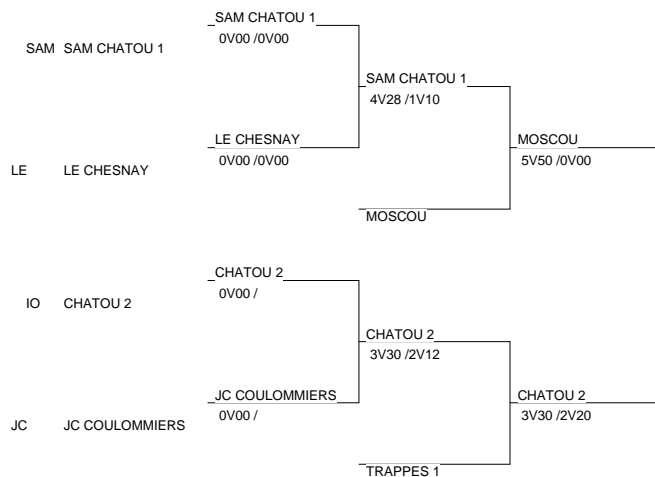 SAM CHATOU 1
0V00 /0V00
SAM SAM CHATOU 1
SAM CHATOU 1
4V28 /1V10
LE CHESNAY
0V00 /0V00
LE LE CHESNAY
MOSCOU
5V50 /0V00
MOSCOU
CHATOU 2
0V00 /
IO CHATOU 2
CHATOU 2
3V30 /2V12
JC COULOMMIERS
0V00 /
JC JC COULOMMIERS
CHATOU 2
3V30 /2V20
TRAPPES 1